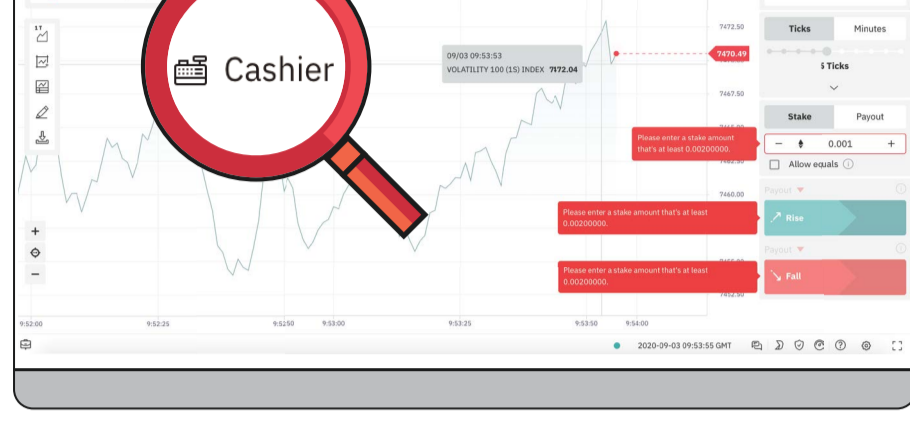 1 T
Cashier
09/03 09:53:53
VOLATILITY 100 (1S) INDEX 7172.04
7472.50
7470.49
7467.50
7460.00
7452.50
Ticks Minutes
5 Ticks
Stake Payout
- 0.001 +
Allow equals
Please enter a stake amount
that's at least 0.00200000.
Payout
Rise
Please enter a stake amount that's at least
0.00200000.
Payout
Fall
Please enter a stake amount that's at least
0.00200000.
9:52:00 9:52:25 9:5250 9:53:00 9:53:25 9:53:50 9:54:00
2020-09-03 09:53:55 GMT